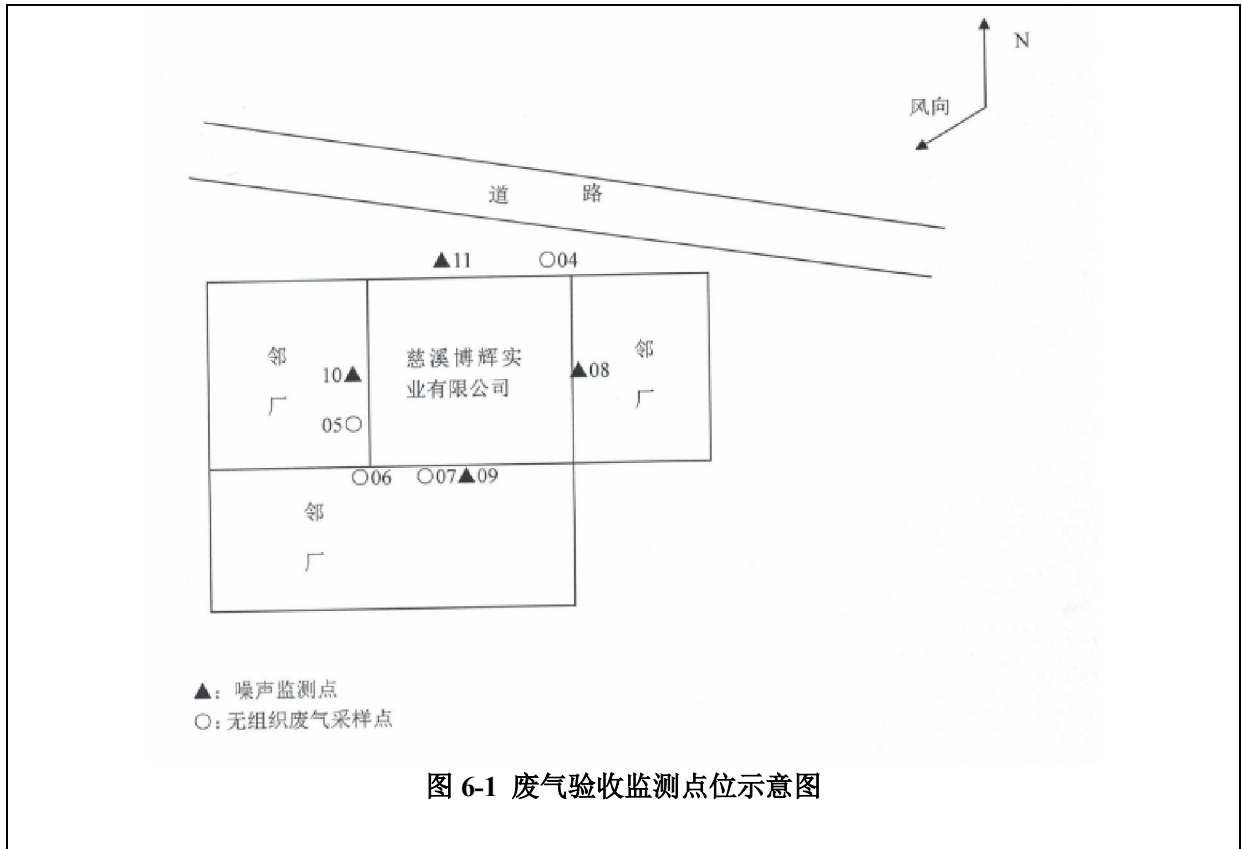 N
风向
道 路
▲11 ○04
邻
厂
10▲
05○
慈溪博辉实
业有限公司
▲08
邻
厂
○06 ○07▲09
邻
厂
▲：噪声监测点
○：无组织废气采样点
图 6-1 废气验收监测点位示意图